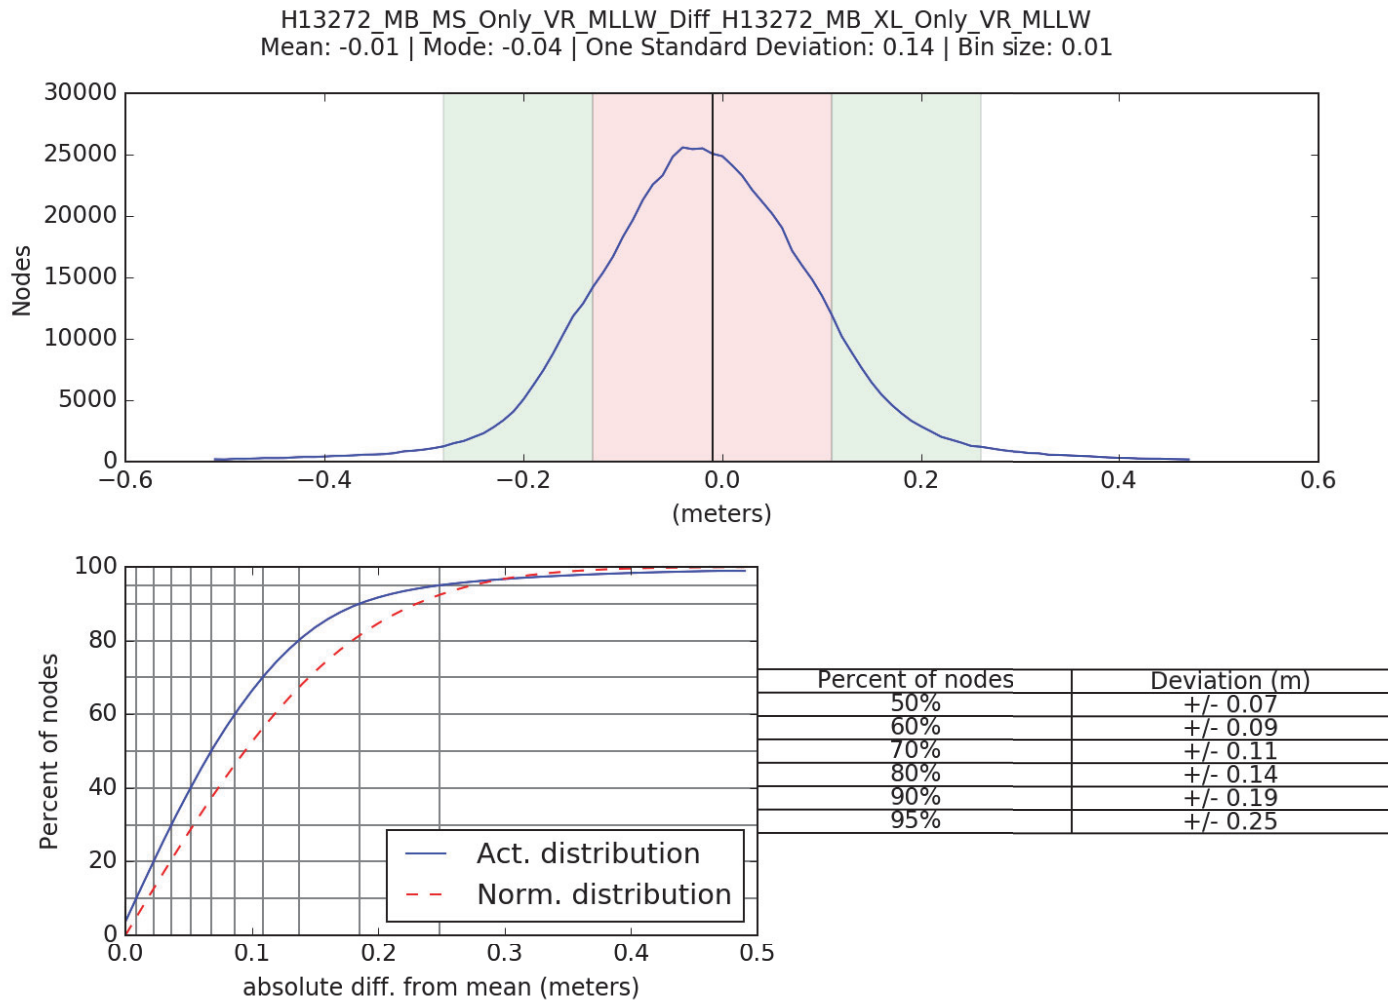 H13272_MB_MS_Only_VR_MLLW_Diff_H13272_MB_XL_Only_VR_MLLW
Mean: -0.01 | Mode: -0.04 | One Standard Deviation: 0.14 | Bin size: 0.01
30000
25000
20000
15000
10000
5000
0
Nodes
−0.6 −0.4 −0.2 0.0 0.2 0.4 0.6
(meters)
100
80
60
40
20
0
Percent of nodes
Act. distribution
Norm. distribution
0.0 0.1 0.2 0.3 0.4 0.5
absolute diff. from mean (meters)
Percent of nodes Deviation (m)
50% +/- 0.07
60% +/- 0.09
70% +/- 0.11
80% +/- 0.14
90% +/- 0.19
95% +/- 0.25